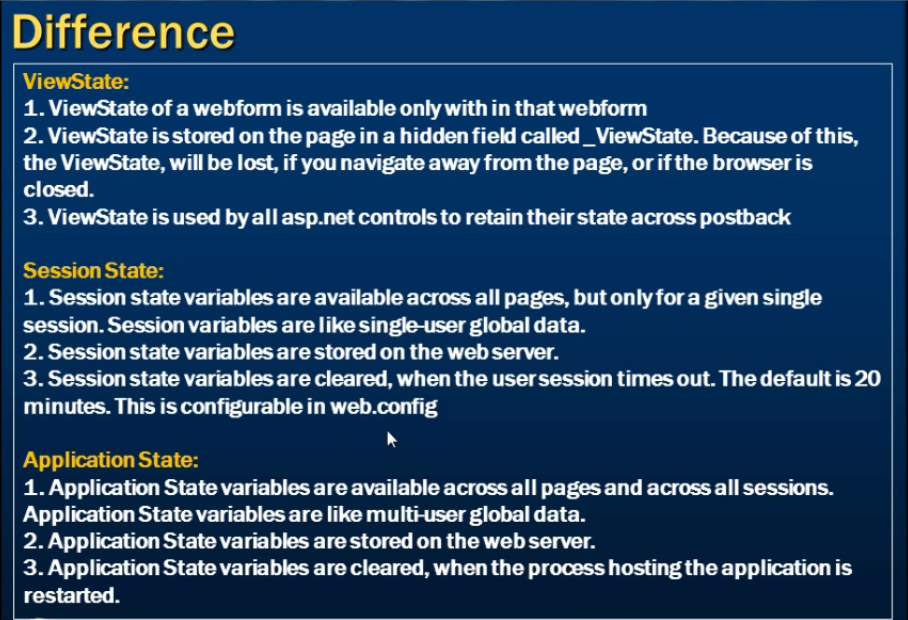 Difference
ViewState:
1. ViewState of a webform is available only with in that webform
2. ViewState is stored on the page in a hidden field called _ViewState. Because of this,
the ViewState, will be lost, if you navigate away from the page, or if the browser is
closed.
3. ViewState is used by all asp.net controls to retain their state across postback
Session State:
1. Session state variables are available across all pages, but only for a given single
session. Session variables are like single-user global data.
2. Session state variables are stored on the web server.
3. Session state variables are cleared, when the user session times out. The default is 20
minutes. This is configurable in web.config
Application State:
1. Application State variables are available across all pages and across all sessions.
Application State variables are like multi-user global data.
2. Application State variables are stored on the web server.
3. Application State variables are cleared, when the process hosting the application is
restarted.